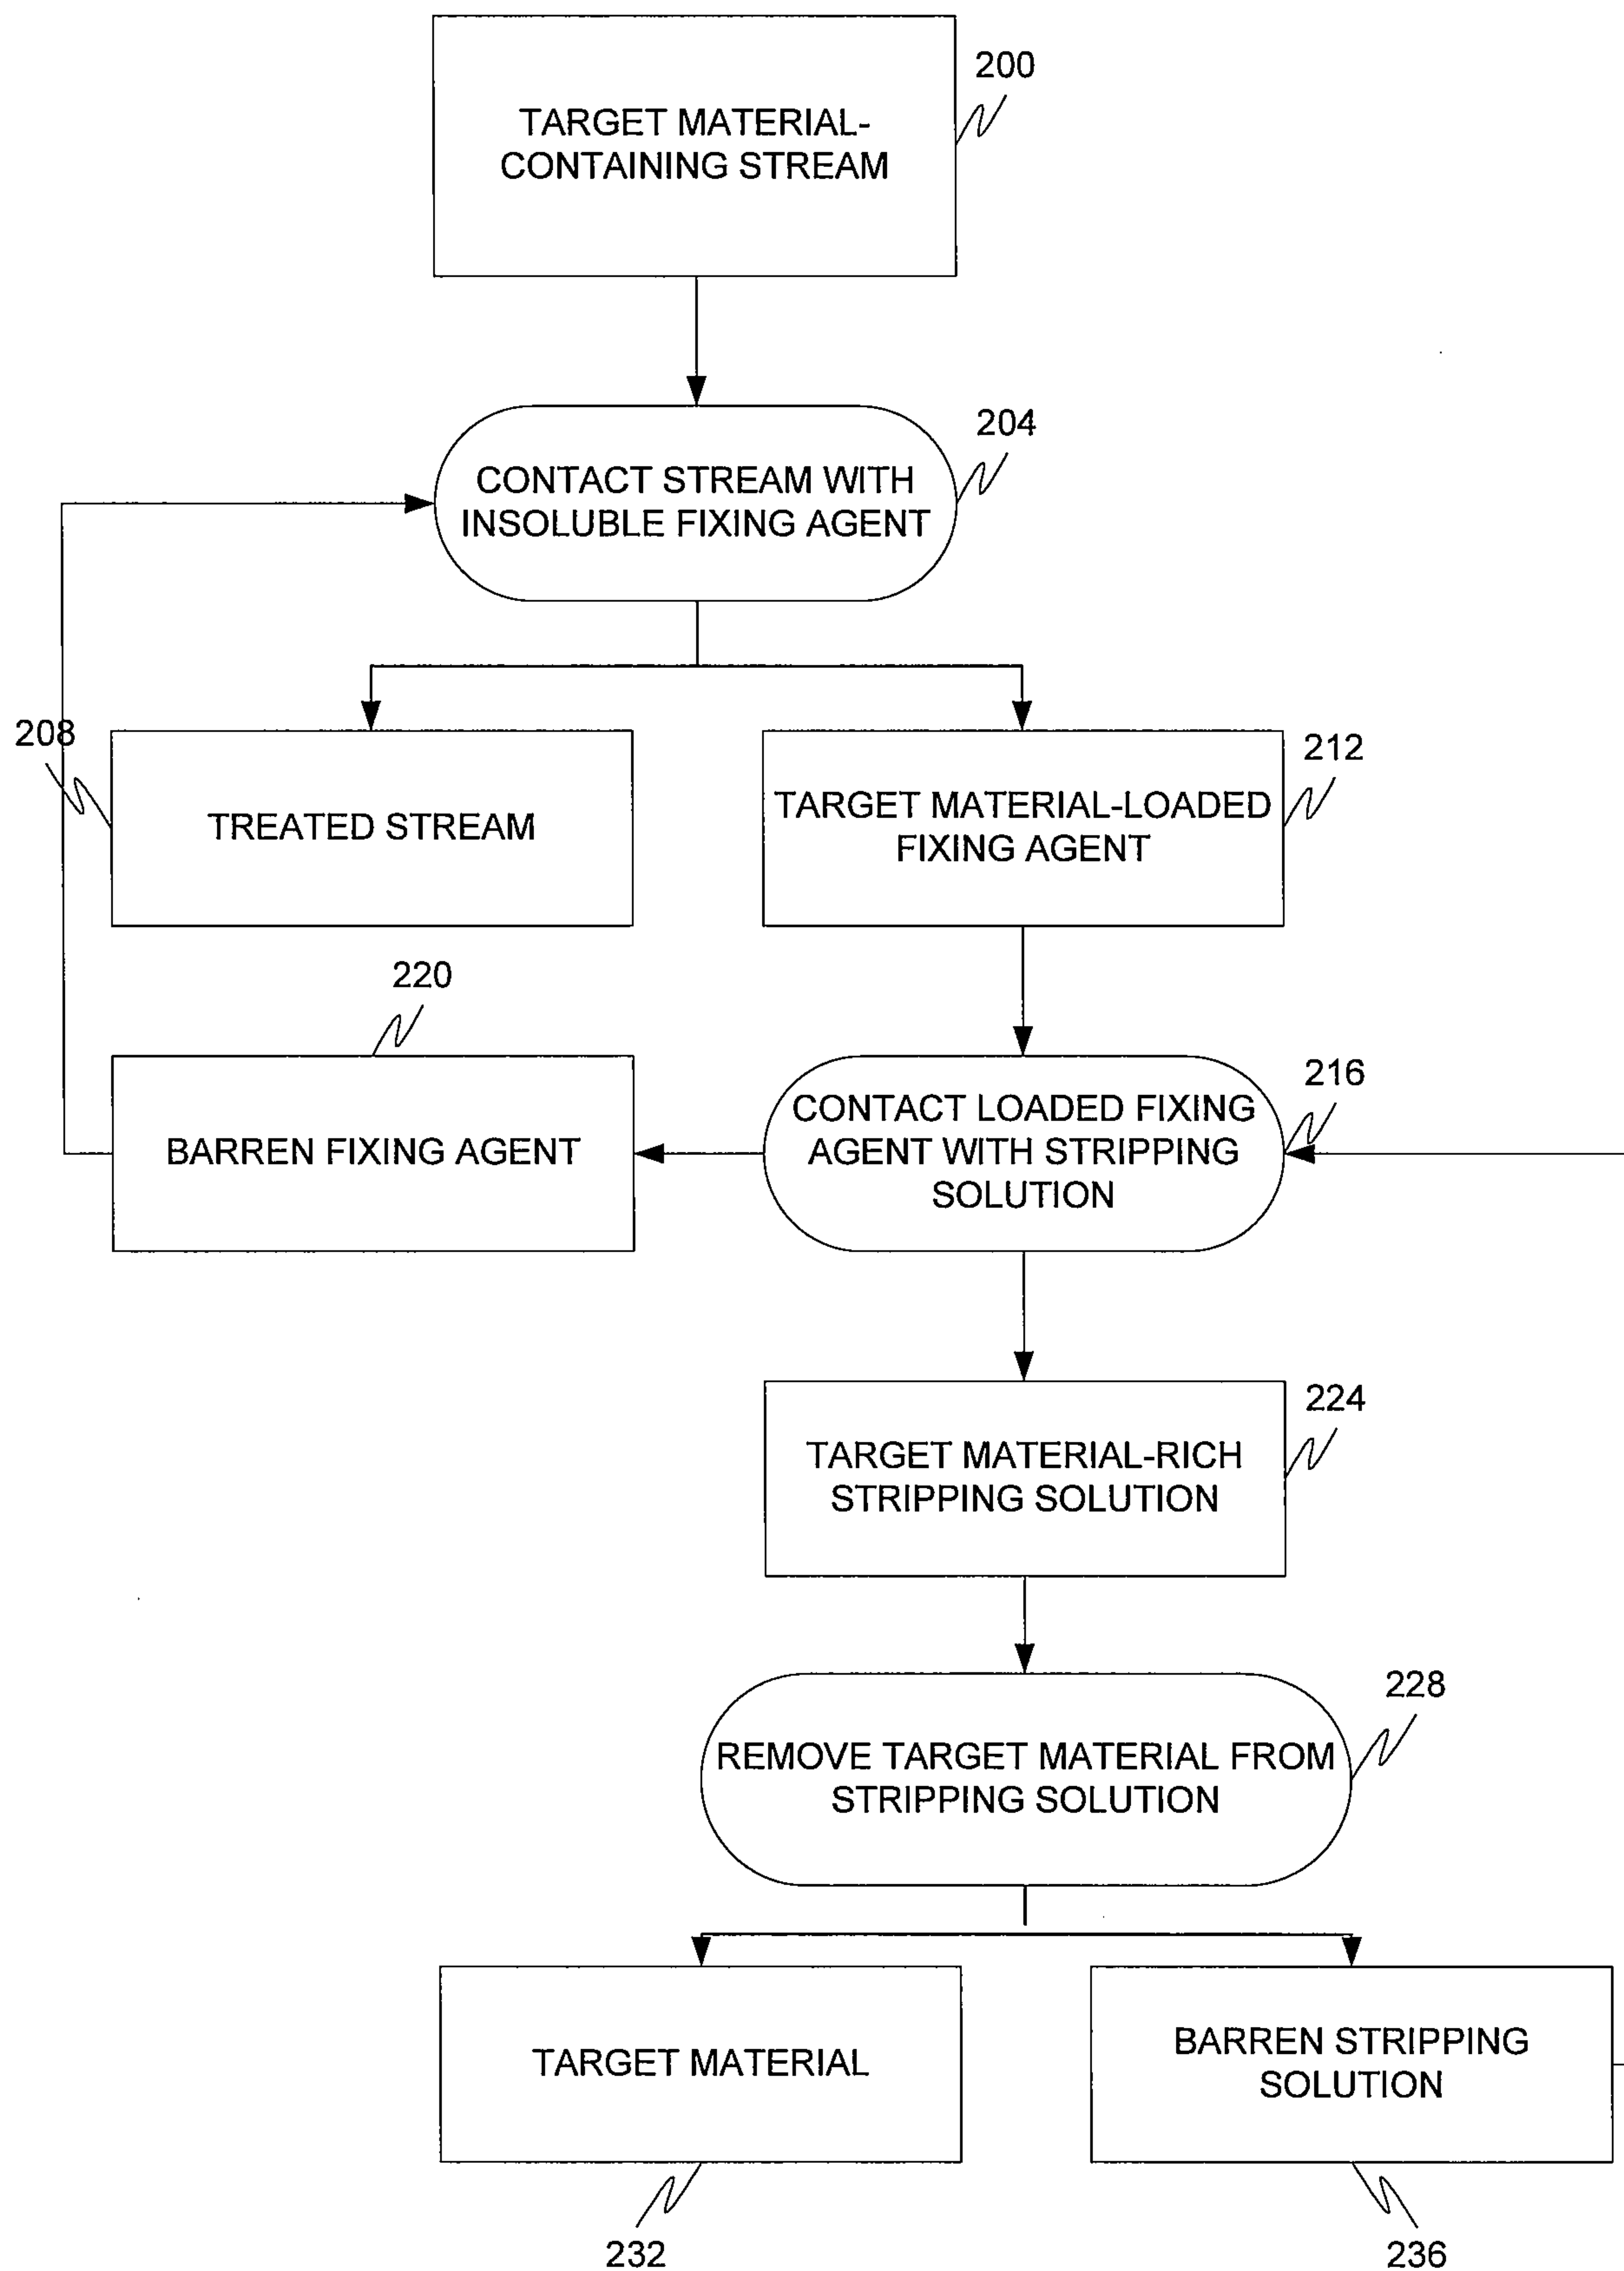 200
TARGET MATERIAL-
CONTAINING STREAM
204
CONTACT STREAM WITH
INSOLUBLE FIXING AGENT
208
TREATED STREAM
212
TARGET MATERIAL-LOADED
FIXING AGENT
220
BARREN FIXING AGENT
216
CONTACT LOADED FIXING
AGENT WITH STRIPPING
SOLUTION
224
TARGET MATERIAL-RICH
STRIPPING SOLUTION
228
REMOVE TARGET MATERIAL FROM
STRIPPING SOLUTION
TARGET MATERIAL
232
BARREN STRIPPING
SOLUTION
236